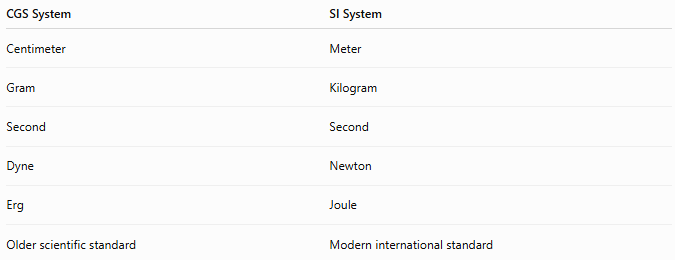 CGS System SI System
Centimeter Meter
Gram Kilogram
Second Second
Dyne Newton
Erg Joule
Older scientific standard Modern international standard